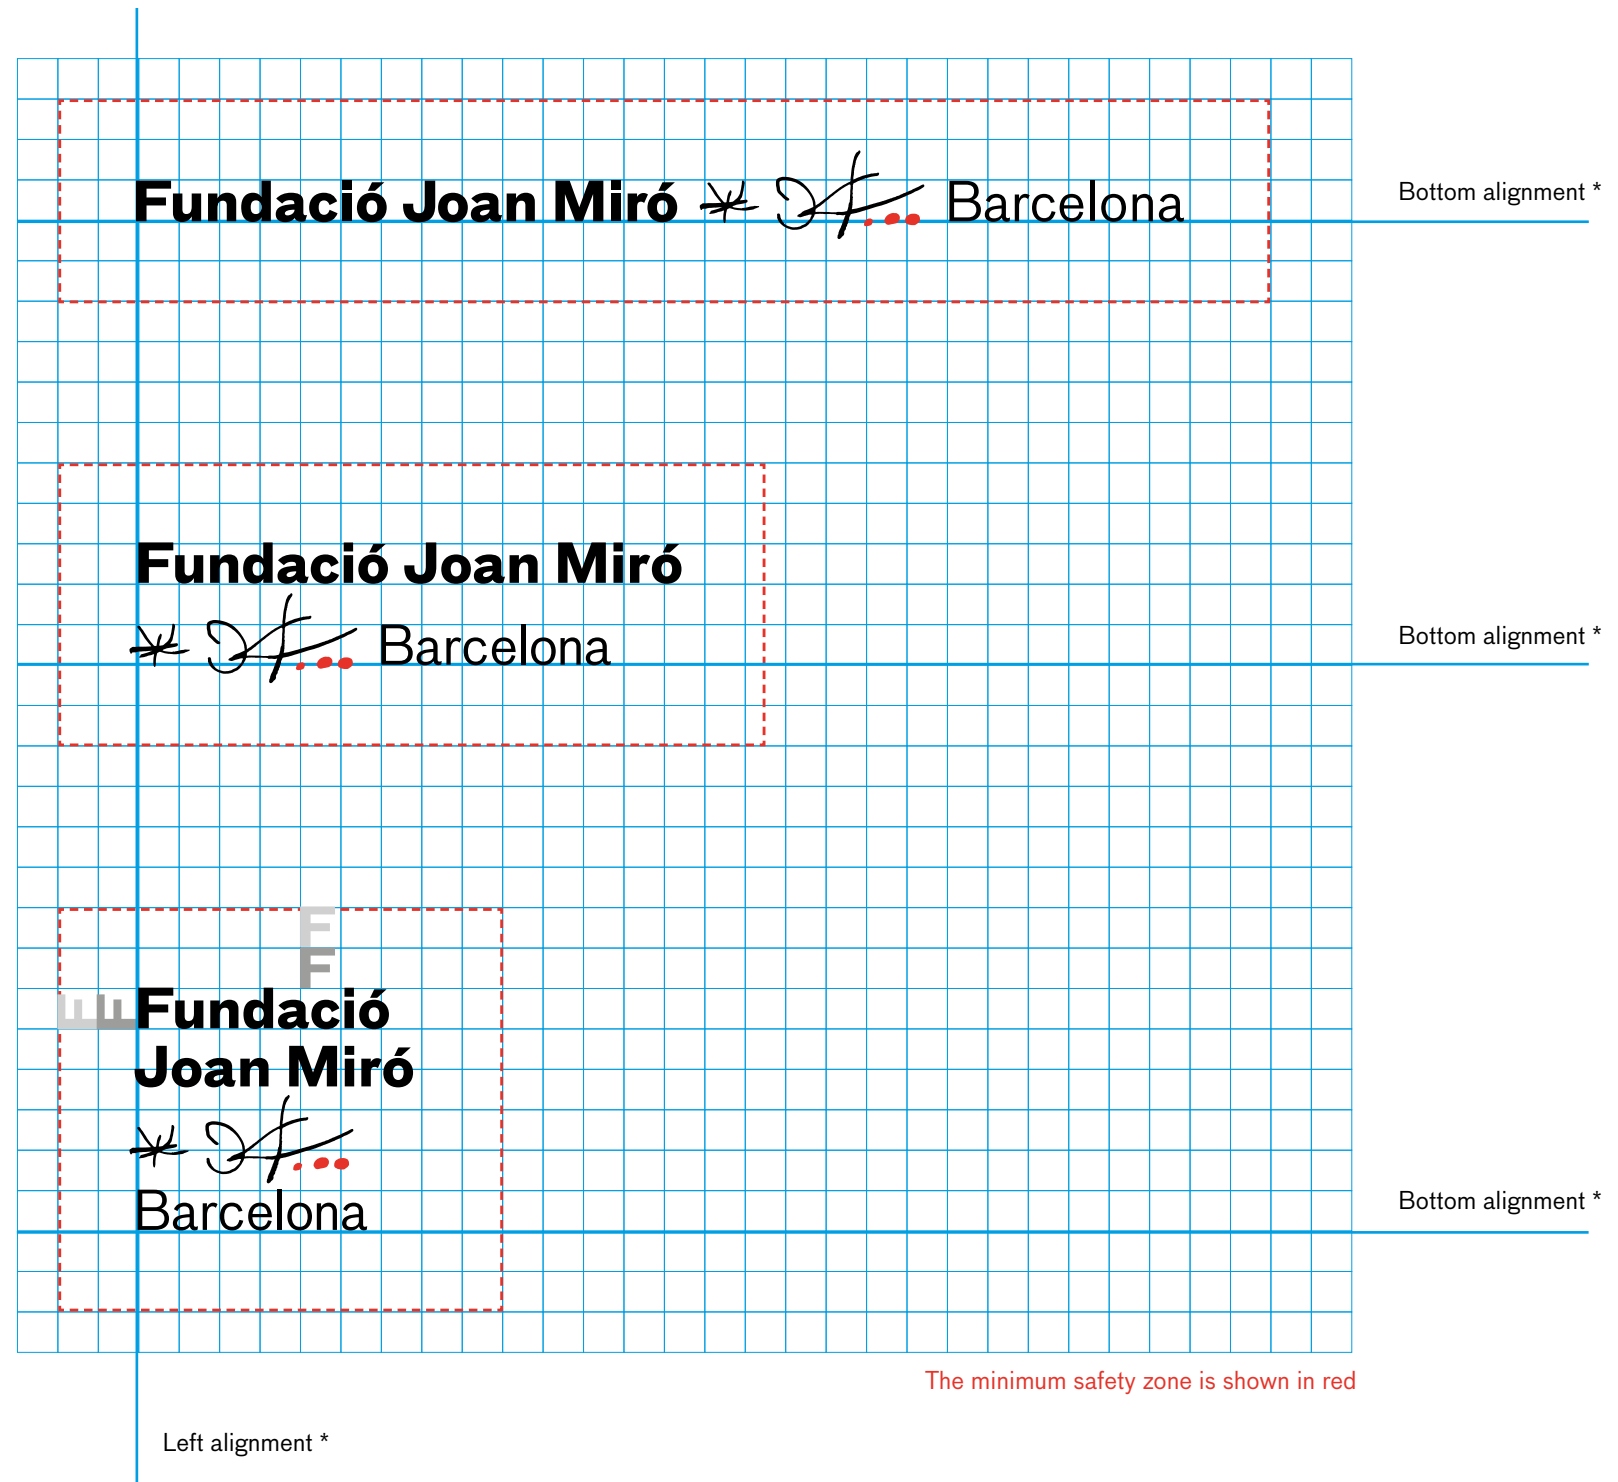 Fundació Joan Miró Barcelona
Bottom alignment *
Fundació Joan Miró
Barcelona
Bottom alignment *
F
F
F F Fundació
Joan Miró
Barcelona
Bottom alignment *
The minimum safety zone is shown in red
Left alignment *